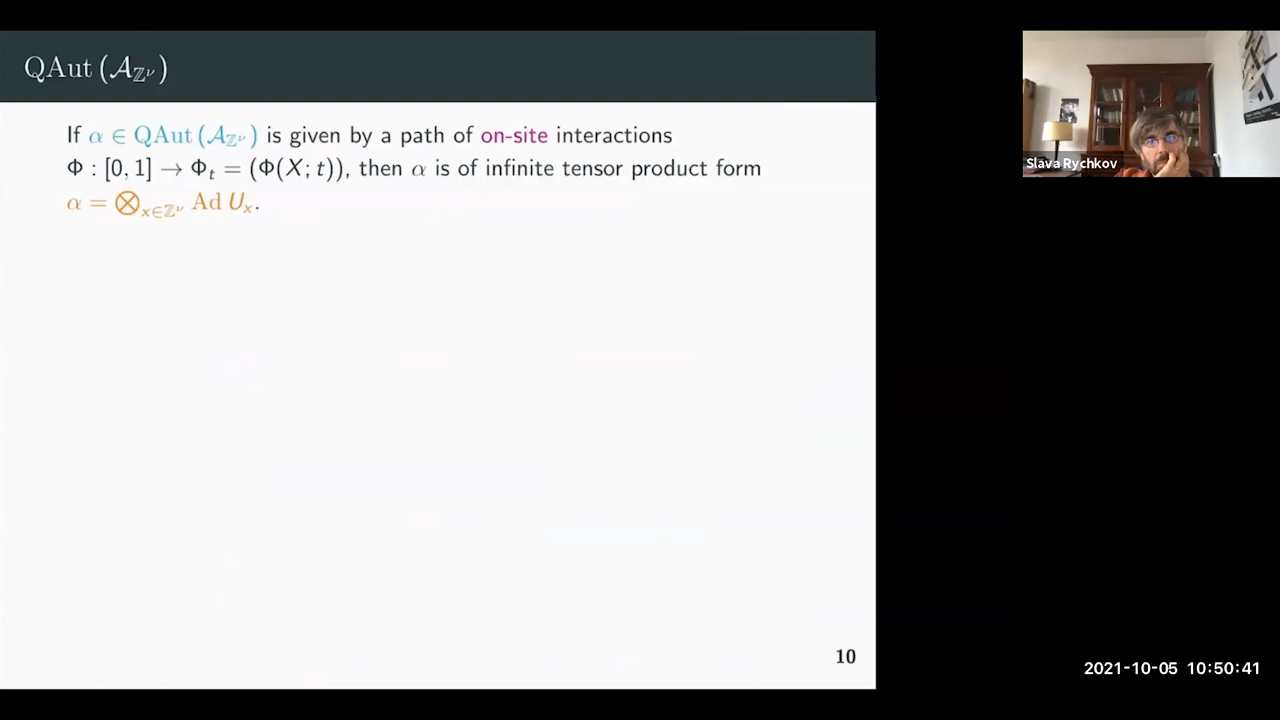 QAut (𝒜_ℤ^ν)
If α ∈ QAut (𝒜_ℤ^ν) is given by a path of on-site interactions
Φ : [0, 1] → Φ_t = (Φ(X; t)), then α is of infinite tensor product form
α = ⊗_{x∈ℤ^ν} Ad U_x.
10
Slava Rychkov
2021-10-05 10:50:41